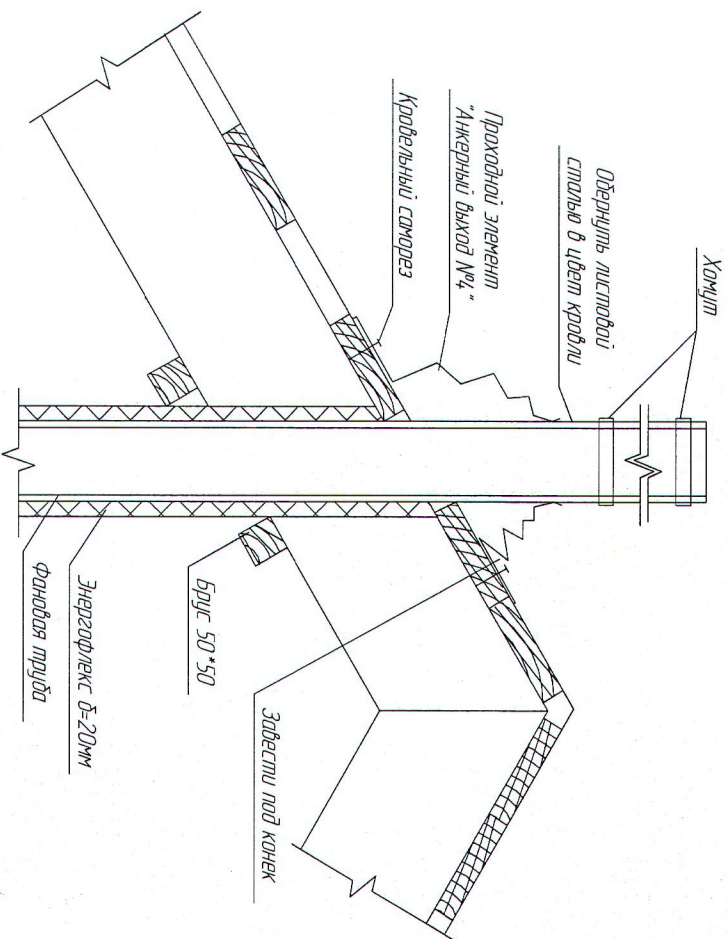 Хомут
Обернуть листовой
сталью в цвет кровли
Проходной элемент
"Анкерный выход №4"
Кровельный саморез
Завести под конек
Брус 50*50
Энергофлекс δ=20мм
Фановая труба